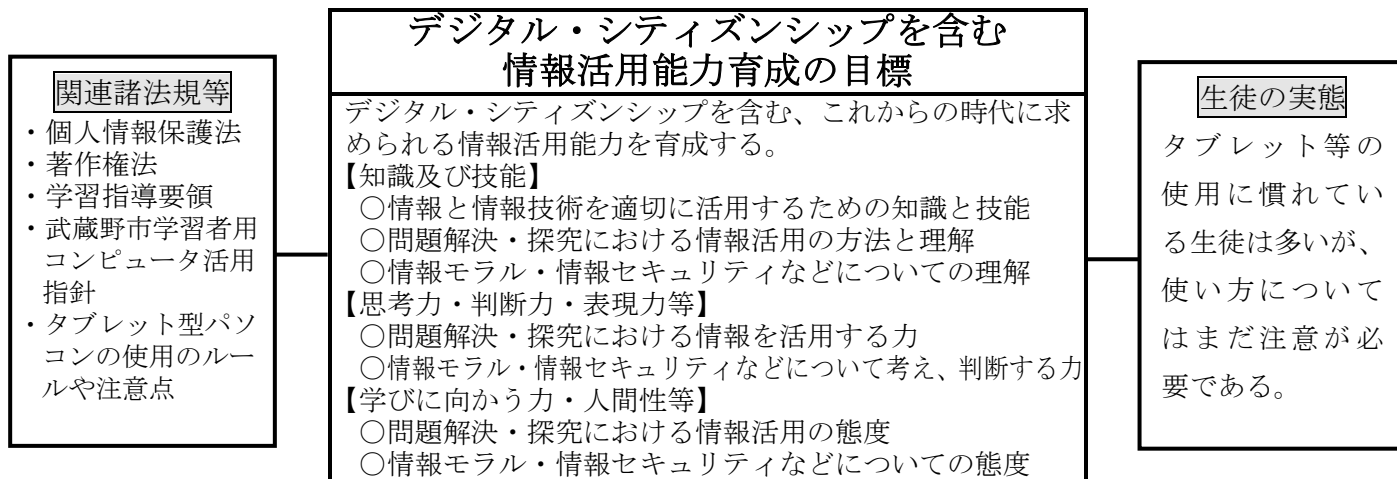 デジタル・シティズンシップを含む
情報活用能力育成の目標
関連諸法規等
・個人情報保護法
・著作権法
・学習指導要領
・武蔵野市学習者用
コンピュータ活用
指針
・タブレット型パソ
コンの使用のルー
ルや注意点
デジタル・シティズンシップを含む、これからの時代に求
められる情報活用能力を育成する。
【知識及び技能】
○情報と情報技術を適切に活用するための知識と技能
○問題解決・探究における情報活用の方法と理解
○情報モラル・情報セキュリティなどについての理解
【思考力・判断力・表現力等】
○問題解決・探究における情報を活用する力
○情報モラル・情報セキュリティなどについて考え、判断する力
【学びに向かう力・人間性等】
○問題解決・探究における情報活用の態度
○情報モラル・情報セキュリティなどについての態度
生徒の実態
タブレット等の
使用に慣れてい
る生徒は多いが、
使い方について
はまだ注意が必
要である。